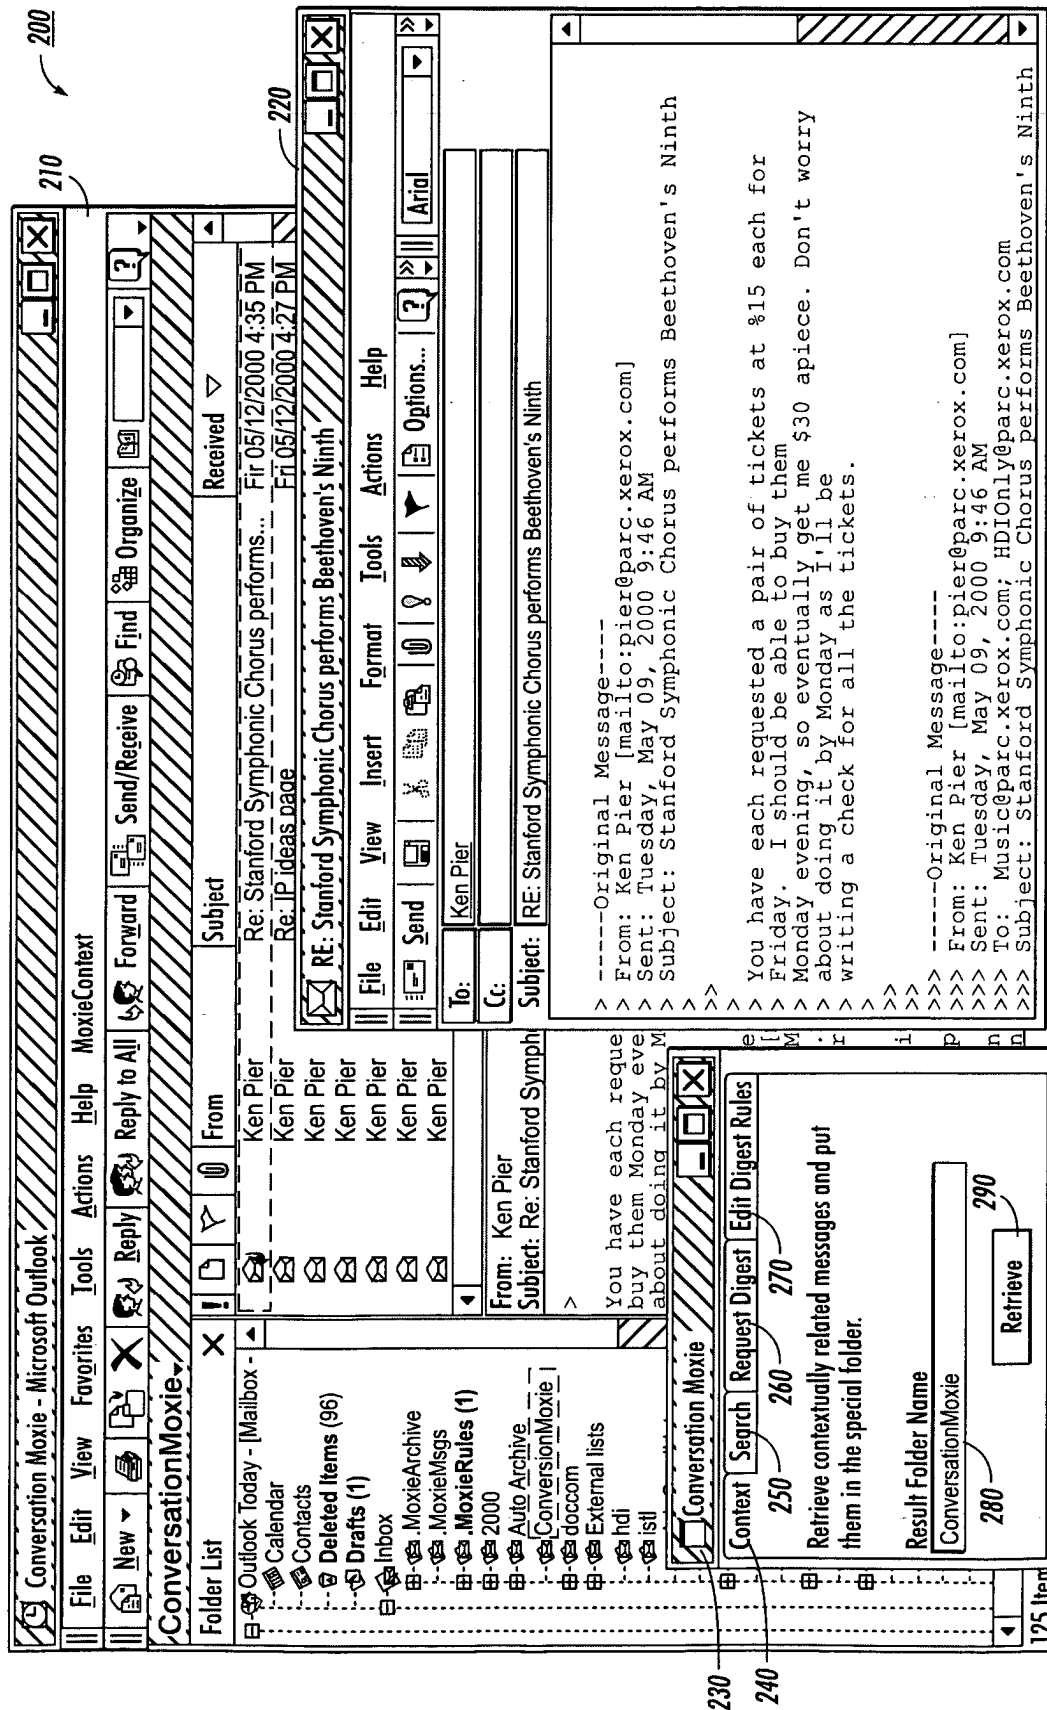 200
210
Conversation Moxie - Microsoft Outlook
File Edit View Favorites Tools Actions Help MoxieContext
New Reply Reply to All Forward Send/Receive Find Organize
ConversationMoxie
Folder List
Outlook Today - [Mailbox -
Calendar
Contacts
Deleted Items (96)
Drafts (1)
Inbox
.MoxieArchive
.MoxieMsgs
.MoxieRules (1)
2000
Auto Archive
ConversionMoxie
doccom
External lists
hdi
istl
125 Item
! From Subject Received
Ken Pier Re: Stanford Symphonic Chorus performs... Fir 05/12/2000 4:35 PM
Ken Pier Re: IP ideas page Fri 05/12/2000 4:27 PM
Ken Pier
Ken Pier
Ken Pier
Ken Pier
Ken Pier
From: Ken Pier
Subject: Re: Stanford Symph
>
You have each reque
buy them Monday eve
about doing it by M
220
RE: Stanford Symphonic Chorus performs Beethoven's Ninth
File Edit View Insert Format Tools Actions Help
Send Options... Arial
To: Ken Pier
Cc:
Subject: RE: Stanford Symphonic Chorus performs Beethoven's Ninth
> -----Original Message----
> From: Ken Pier [mailto:pier@parc.xerox.com]
> Sent: Tuesday, May 09, 2000 9:46 AM
> Subject: Stanford Symphonic Chorus performs Beethoven's Ninth
>
>>
>
> You have each requested a pair of tickets at %15 each for
> Friday. I should be able to buy them
> Monday evening, so eventually get me $30 apiece. Don't worry
> about doing it by Monday as I'll be
> writing a check for all the tickets.
>
>>
>>
>>> -----Original Message----
>>> From: Ken Pier [mailto:pier@parc.xerox.com]
>>> Sent: Tuesday, May 09, 2000 9:46 AM
>>> To: Music@parc.xerox.com; HDIOnly@parc.xerox.com
>>> Subject: Stanford Symphonic Chorus performs Beethoven's Ninth
230
Conversation Moxie
240
Context Search Request Digest Edit Digest Rules
250 260 270
Retrieve contextually related messages and put
them in the special folder.
Result Folder Name
ConversationMoxie
280
290
Retrieve